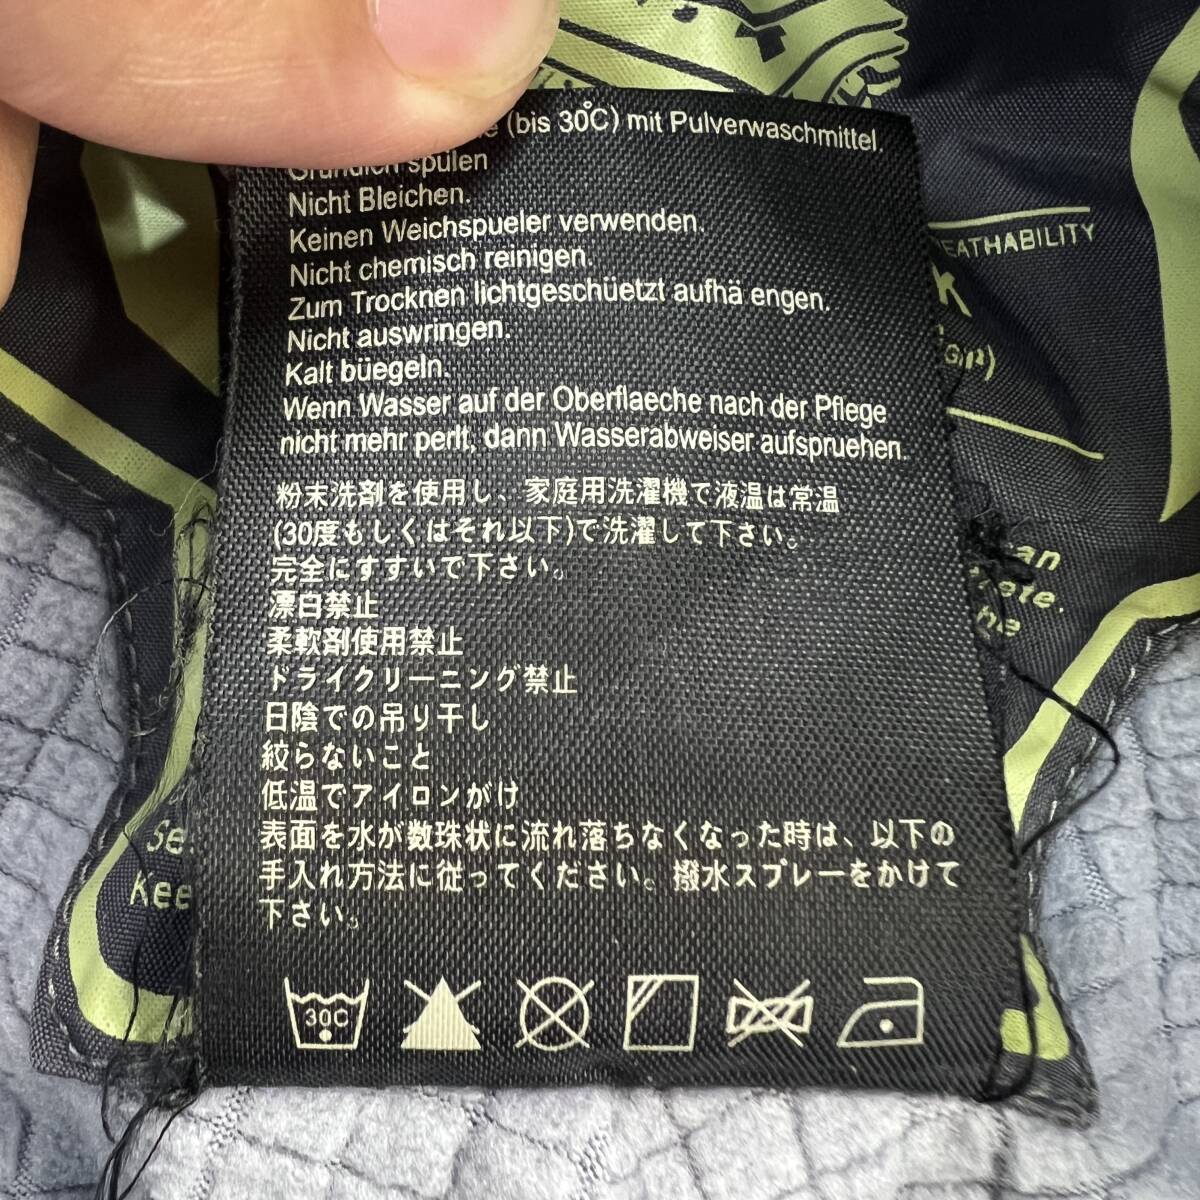 (bis 30°C) mit Pulverwaschmittel.
spülen
Nicht Bleichen.
Keinen Weichspueler verwenden.
Nicht chemisch reinigen.
Zum Trocknen lichtgeschüetzt aufhä engen.
Nicht auswringen.
Kalt büegeln.
Wenn Wasser auf der Oberflaeche nach der Pflege
nicht mehr perlt, dann Wasserabweiser aufspruehen.
粉末洗剤を使用し、家庭用洗濯機で液温は常温
(30度もしくはそれ以下)で洗濯して下さい。
完全にすすいで下さい。
漂白禁止
柔軟剤使用禁止
ドライクリーニング禁止
日陰での吊り干し
絞らないこと
低温でアイロンがけ
表面を水が数珠状に流れ落ちなくなった時は、以下の
手入れ方法に従ってください。撥水スプレーをかけて
下さい。
30C
EATHABILITY
K